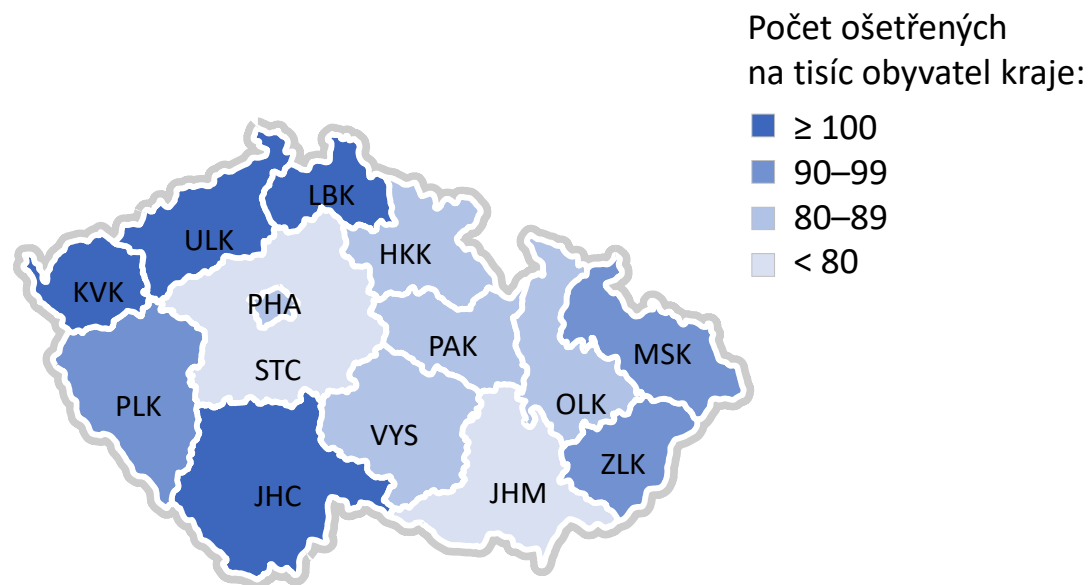 Počet ošetřených
na tisíc obyvatel kraje:
≥ 100
90–99
80–89
< 80
LBK
ULK
HKK
KVK
PHA
PAK
MSK
STC
PLK
OLK
VYS
ZLK
JHC
JHM